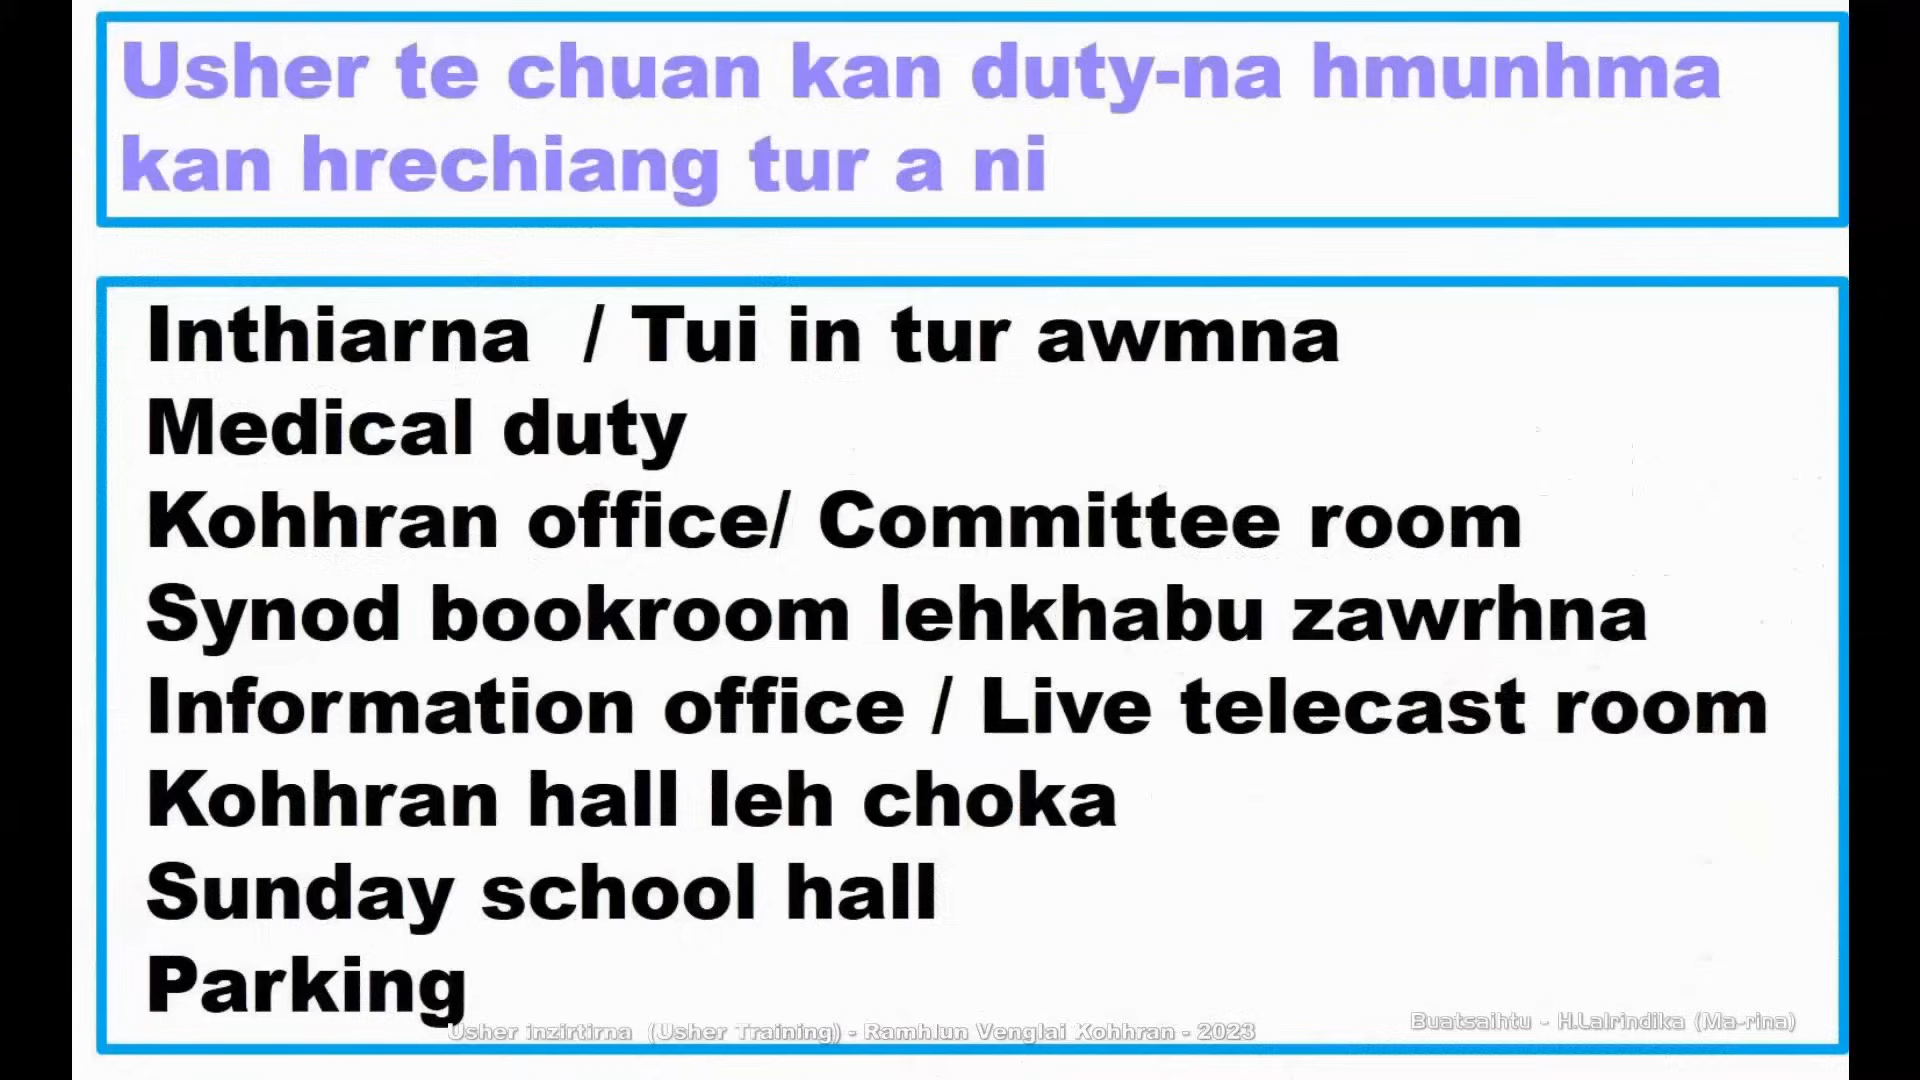 Usher te chuan kan duty-na hmunhma
kan hrechiang tur a ni
Inthiarna / Tui in tur awmna
Medical duty
Kohhran office/ Committee room
Synod bookroom lehkhabu zawrhna
Information office / Live telecast room
Kohhran hall leh choka
Sunday school hall
Parking
Usher inzirtirna (Usher Training) - Ramhlun Venglai Kohhran - 2023
Buatsaihtu - H.Lalrindika (Ma-rina)